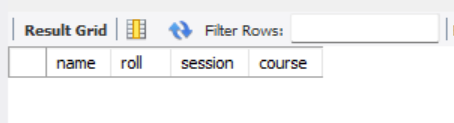 Result Grid Filter Rows:
name roll session course